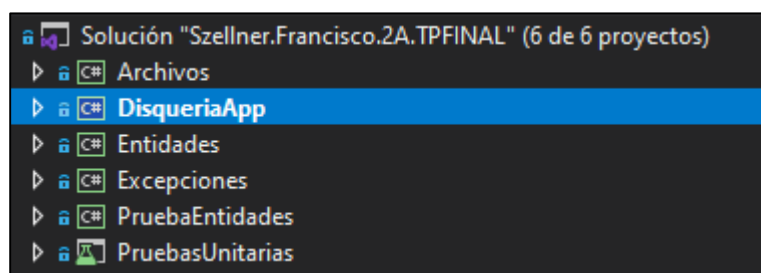 Solución "Szellner.Francisco.2A.TPFINAL" (6 de 6 proyectos)
C# Archivos
C# DisqueriaApp
C# Entidades
C# Excepciones
C# PruebaEntidades
PruebasUnitarias